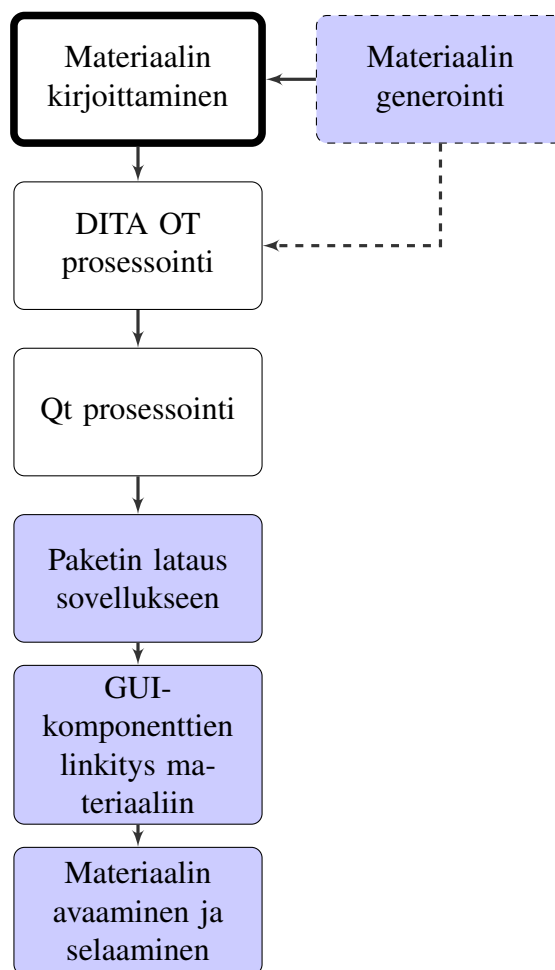 Materiaalin
kirjoittaminen
Materiaalin
generointi
DITA OT
prosessointi
Qt prosessointi
Paketin lataus
sovellukseen
GUI-
komponenttien
linkitys ma-
teriaaliin
Materiaalin
avaaminen ja
selaaminen